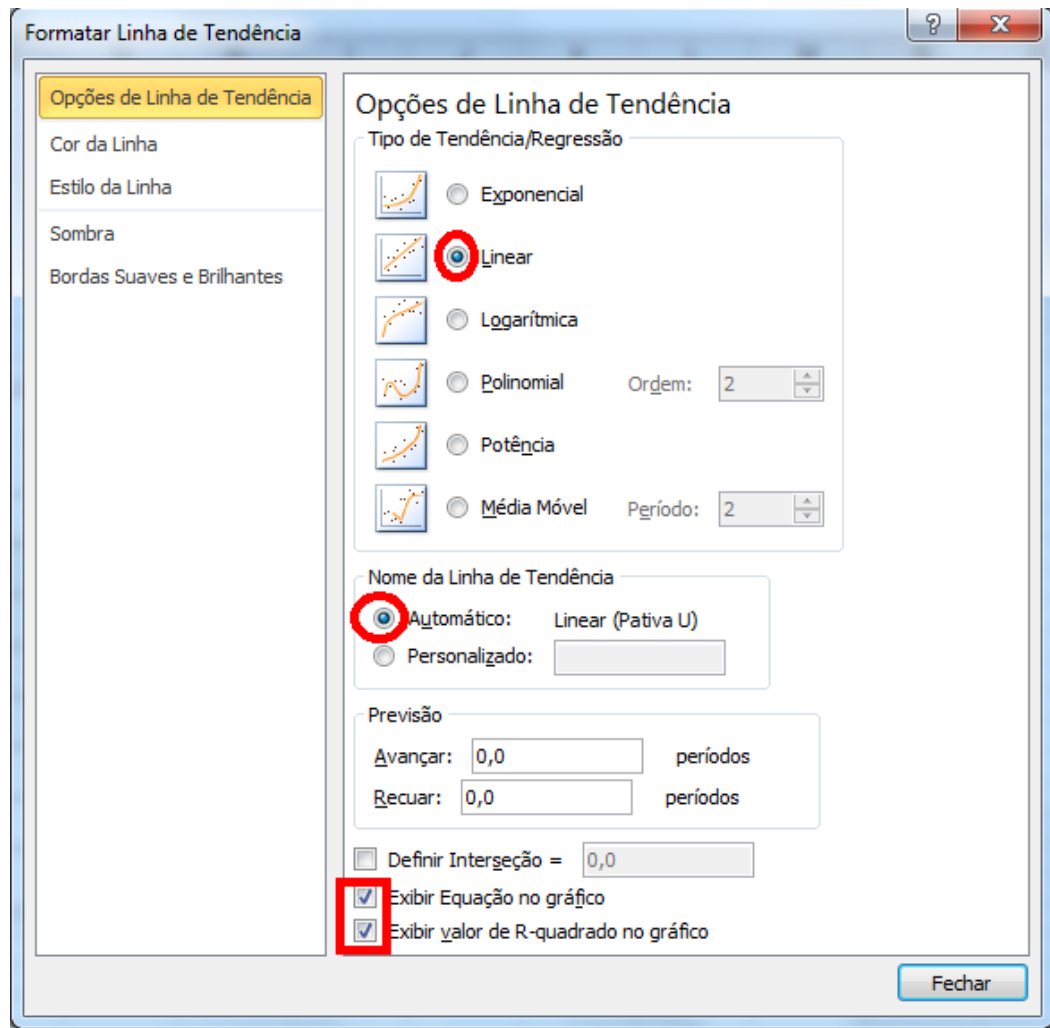 Formatar Linha de Tendência
Opções de Linha de Tendência
Cor da Linha
Estilo da Linha
Sombra
Bordas Suaves e Brilhantes
Opções de Linha de Tendência
Tipo de Tendência/Regressão
Exponencial
Linear
Logarítmica
Polinomial Ordem: 2
Potência
Média Móvel Período: 2
Nome da Linha de Tendência
Automático: Linear (Pativa U)
Personalizado:
Previsão
Avançar: 0,0 períodos
Recuar: 0,0 períodos
Definir Interseção = 0,0
Exibir Equação no gráfico
Exibir valor de R-quadrado no gráfico
Fechar